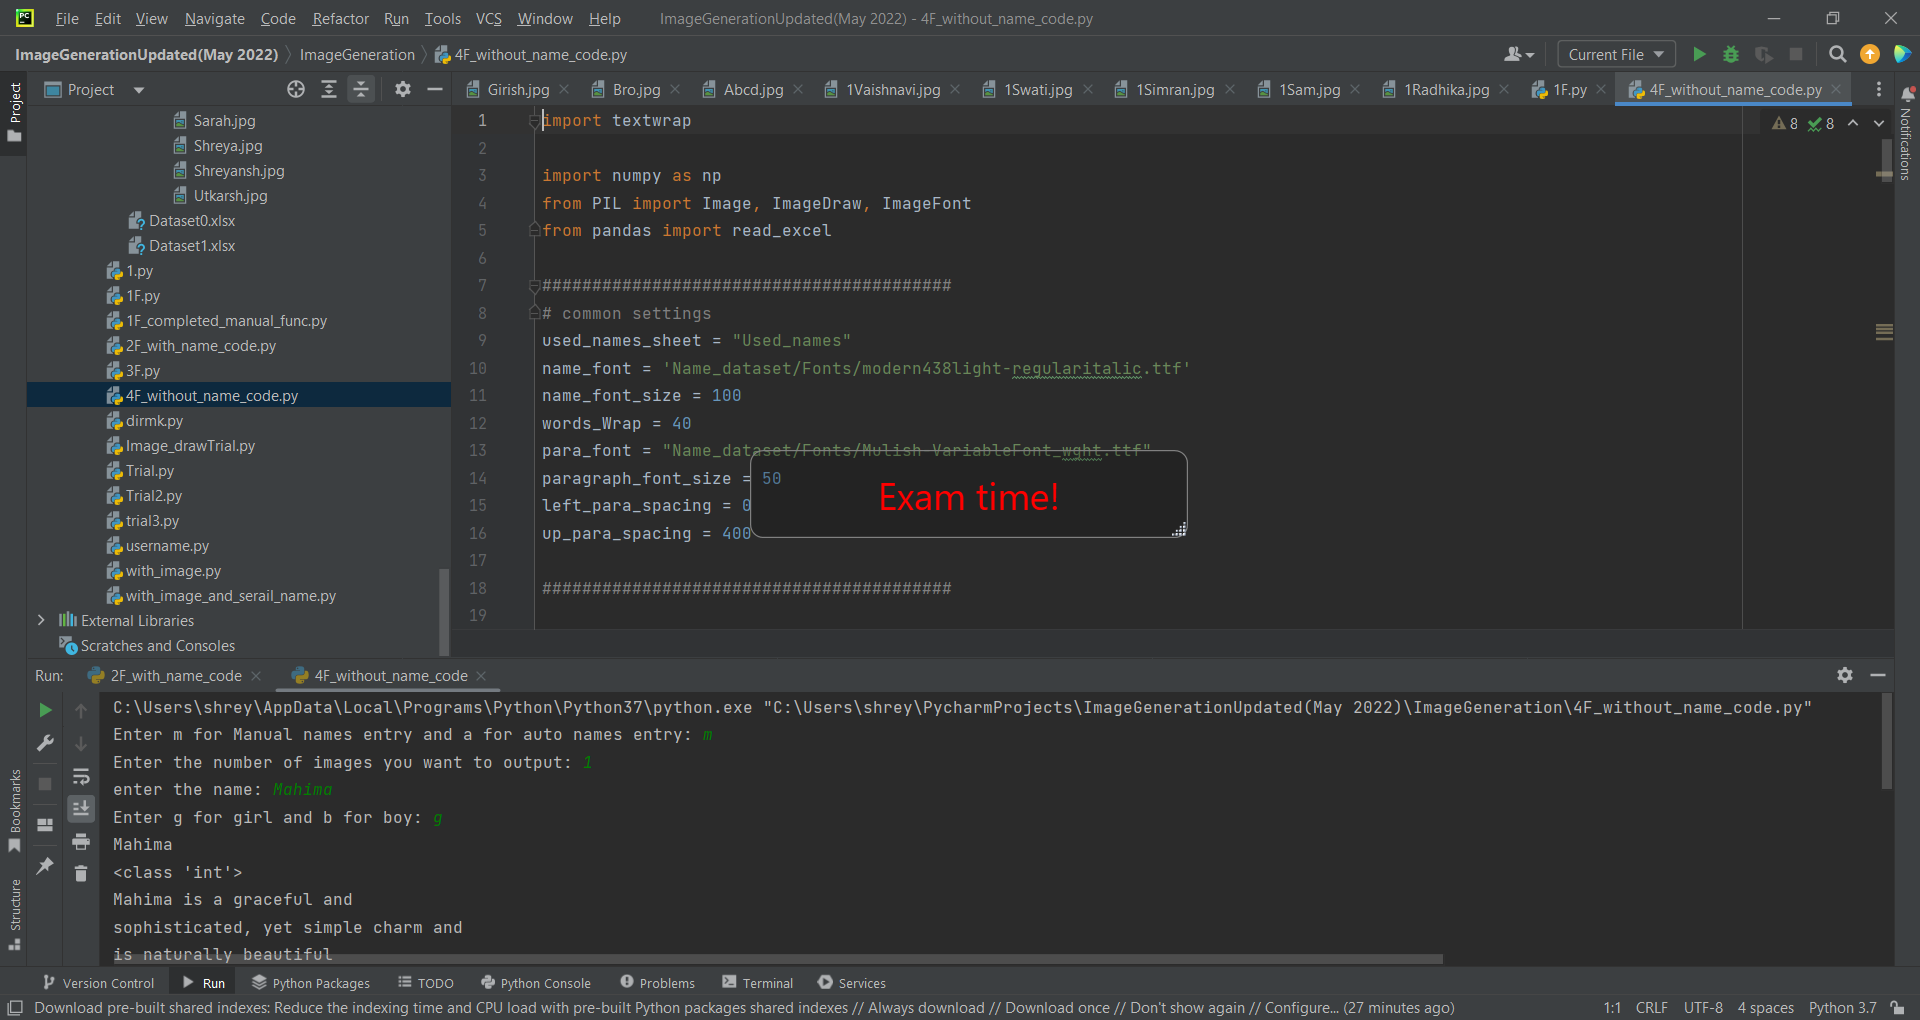 File Edit View Navigate Code Refactor Run Tools VCS Window Help ImageGenerationUpdated(May 2022) - 4F_without_name_code.py
ImageGenerationUpdated(May 2022) ImageGeneration 4F_without_name_code.py Current File
Project
Girish.jpg Bro.jpg Abcd.jpg 1Vaishnavi.jpg 1Swati.jpg 1Simran.jpg 1Sam.jpg 1Radhika.jpg 1F.py 4F_without_name_code.py
Project
Notifications
Bookmarks
Structure
Sarah.jpg
Shreya.jpg
Shreyansh.jpg
Utkarsh.jpg
Dataset0.xlsx
Dataset1.xlsx
1.py
1F.py
1F_completed_manual_func.py
2F_with_name_code.py
3F.py
4F_without_name_code.py
dirmk.py
Image_drawTrial.py
Trial.py
Trial2.py
trial3.py
username.py
with_image.py
with_image_and_serail_name.py
External Libraries
Scratches and Consoles
8 8
1 import textwrap
2
3 import numpy as np
4 from PIL import Image, ImageDraw, ImageFont
5 from pandas import read_excel
6
7 #########################################
8 # common settings
9 used_names_sheet = "Used_names"
10 name_font = 'Name_dataset/Fonts/modern438light-regularitalic.ttf'
11 name_font_size = 100
12 words_Wrap = 40
13 para_font = "Name_dataset/Fonts/Mulish-VariableFont_wght.ttf"
14 paragraph_font_size = 50
15 left_para_spacing = 0
16 up_para_spacing = 400
17
18 #########################################
19
Exam time!
Run: 2F_with_name_code 4F_without_name_code
C:\Users\shrey\AppData\Local\Programs\Python\Python37\python.exe "C:\Users\shrey\PycharmProjects\ImageGenerationUpdated(May 2022)\ImageGeneration\4F_without_name_code.py"
Enter m for Manual names entry and a for auto names entry: m
Enter the number of images you want to output: 1
enter the name: Mahima
Enter g for girl and b for boy: g
Mahima
<class 'int'>
Mahima is a graceful and
sophisticated, yet simple charm and
is naturally beautiful
Version Control Run Python Packages TODO Python Console Problems Terminal Services
Download pre-built shared indexes: Reduce the indexing time and CPU load with pre-built Python packages shared indexes // Always download // Download once // Don't show again // Configure... (27 minutes ago) 1:1 CRLF UTF-8 4 spaces Python 3.7